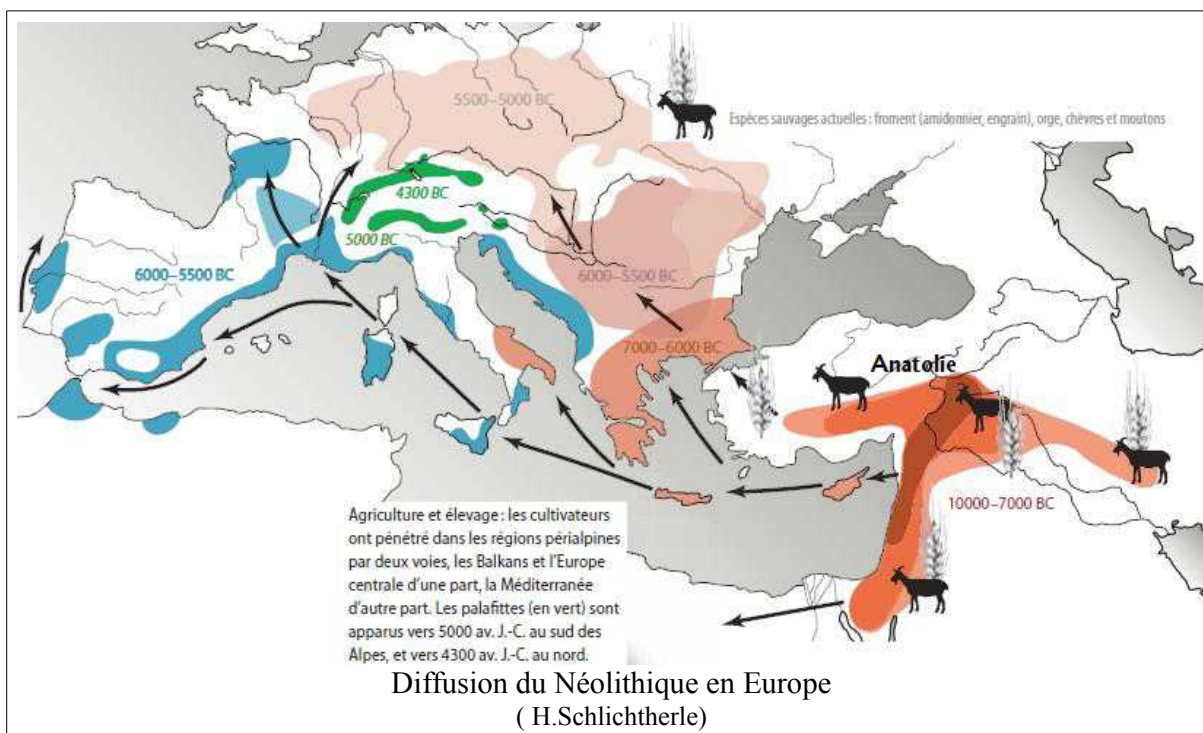 5500–5000 BC
Espèces sauvages actuelles : froment (amidonnier, engrain), orge, chèvres et moutons
4300 BC
5000 BC
6000–5500 BC
6000–5500 BC
7000–6000 BC
Anatolie
10000–7000 BC
Agriculture et élevage : les cultivateurs
ont pénétré dans les régions périalpines
par deux voies, les Balkans et l'Europe
centrale d'une part, la Méditerranée
d'autre part. Les palafittes (en vert) sont
apparus vers 5000 av. J.-C. au sud des
Alpes, et vers 4300 av. J.-C. au nord.
Diffusion du Néolithique en Europe
( H.Schlichtherle)